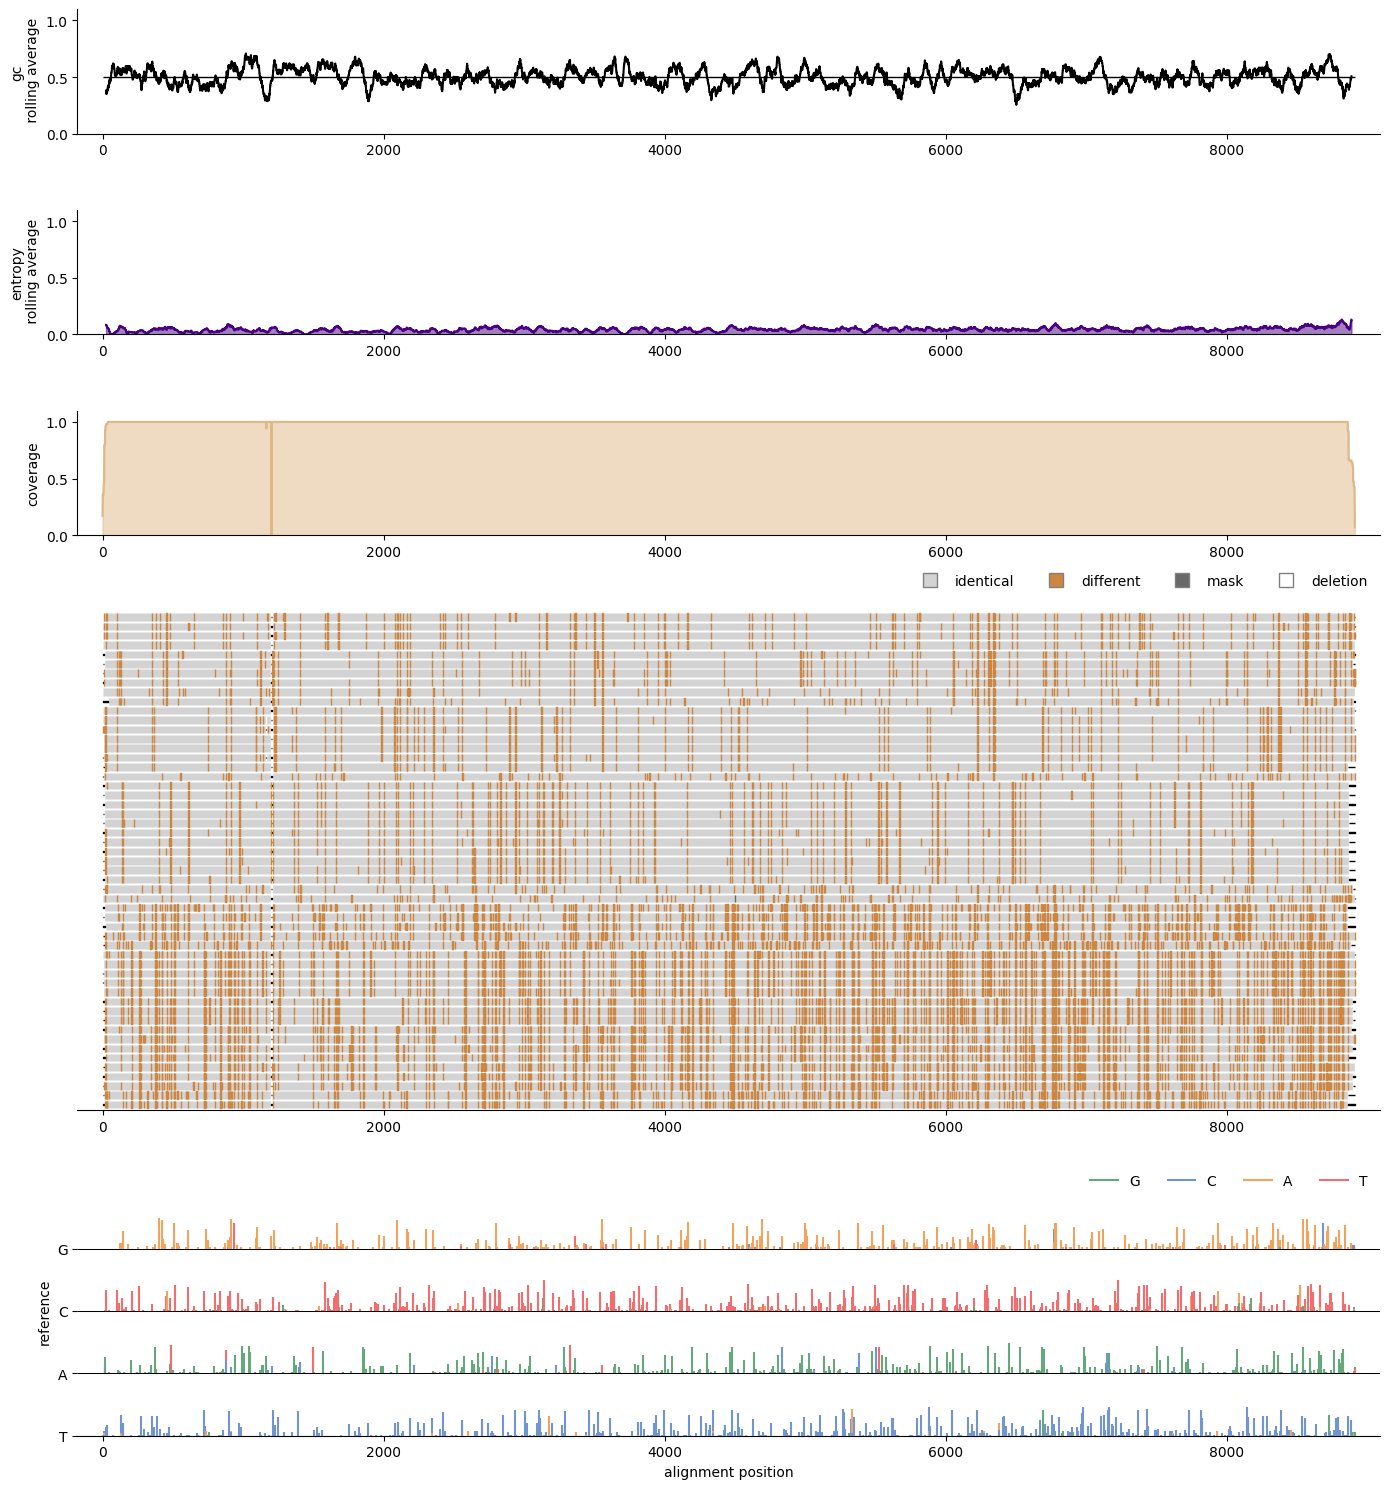 gc
rolling average
1.0
0.5
0.0
0 2000 4000 6000 8000
entropy
rolling average
1.0
0.5
0.0
0 2000 4000 6000 8000
coverage
1.0
0.5
0.0
0 2000 4000 6000 8000
identical different mask deletion
0 2000 4000 6000 8000
G C A T
reference
G
C
A
T
0 2000 4000 6000 8000
alignment position